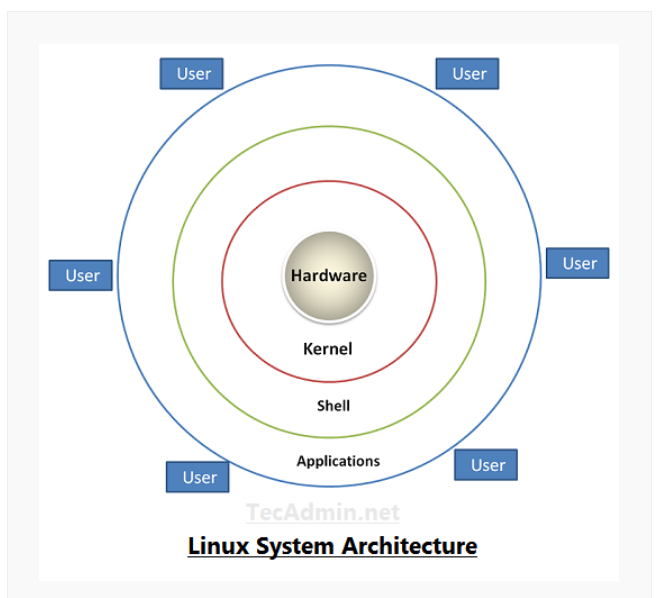 User
User
Hardware
User
User
Kernel
Shell
Applications
User
User
TecAdmin.net
Linux System Architecture